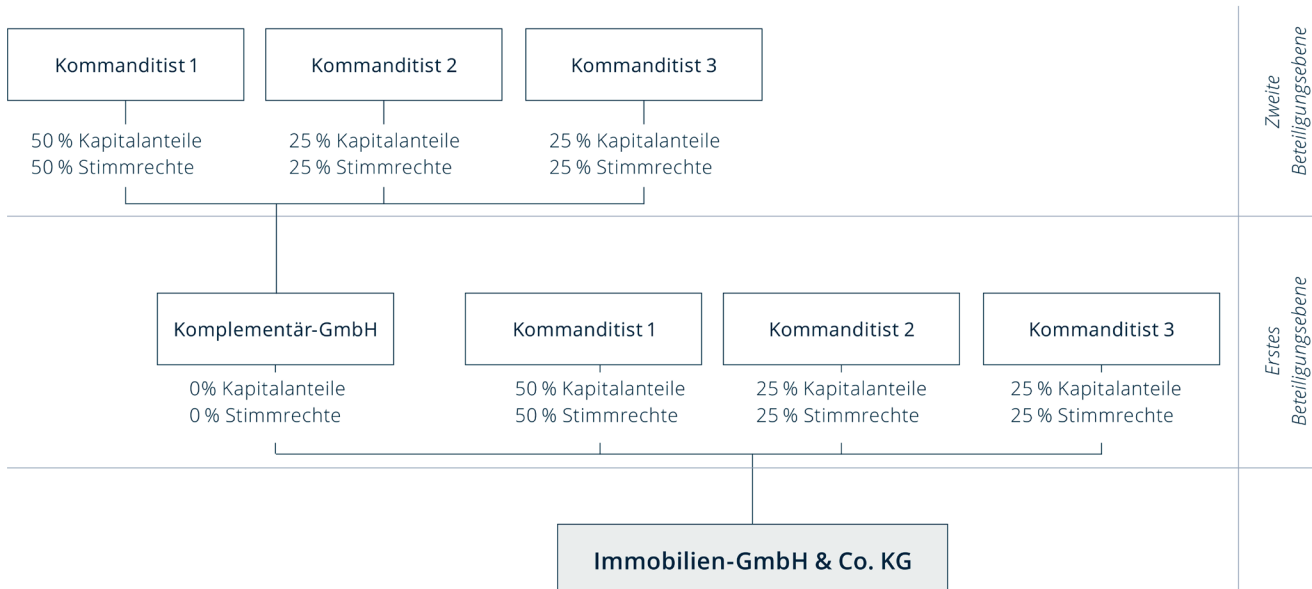 Kommanditist 1
Kommanditist 2
Kommanditist 3
50 % Kapitalanteile
50 % Stimmrechte
25 % Kapitalanteile
25 % Stimmrechte
25 % Kapitalanteile
25 % Stimmrechte
Zweite
Beteiligungsebene
Komplementär-GmbH
Kommanditist 1
Kommanditist 2
Kommanditist 3
0% Kapitalanteile
0 % Stimmrechte
50 % Kapitalanteile
50 % Stimmrechte
25 % Kapitalanteile
25 % Stimmrechte
25 % Kapitalanteile
25 % Stimmrechte
Erstes
Beteiligungsebene
Immobilien-GmbH & Co. KG